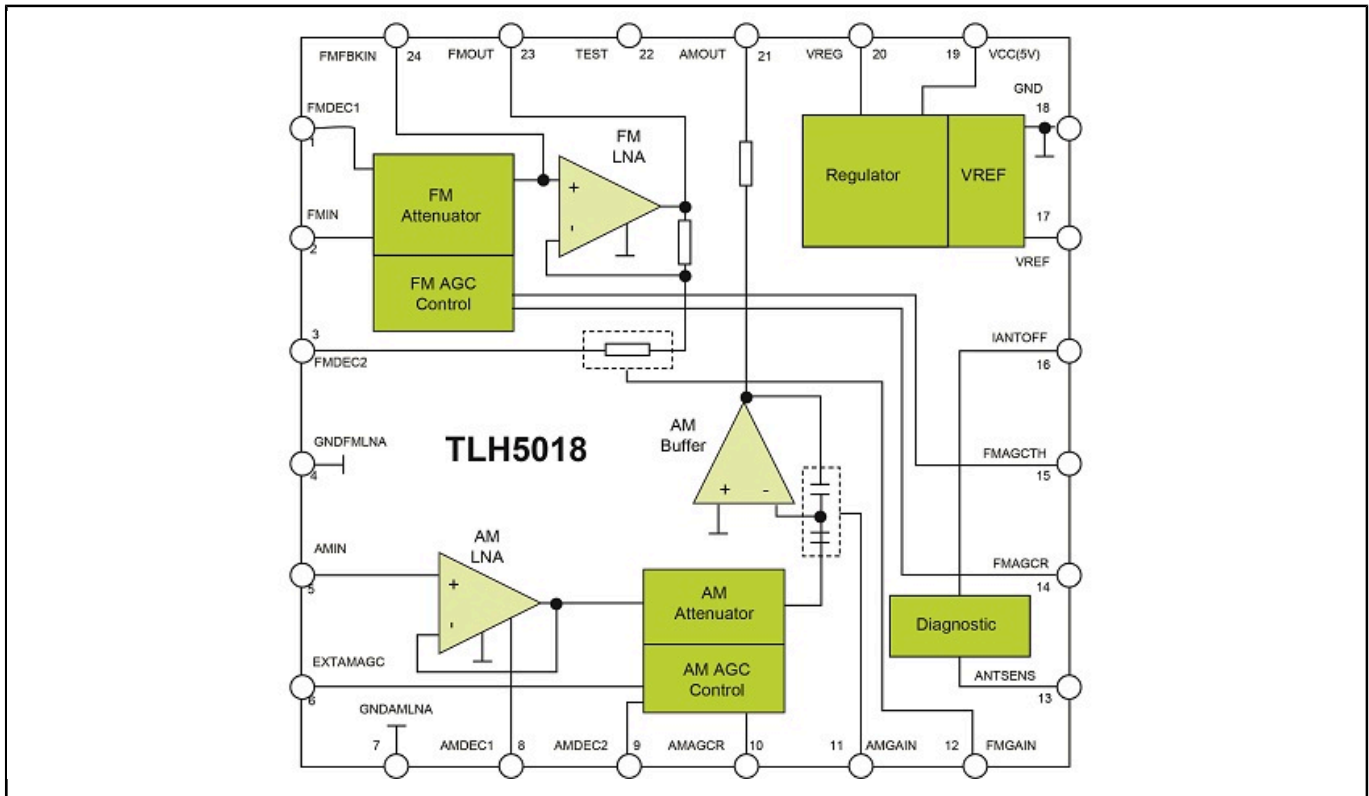 FMFBKIN 24 FMOUT 23 TEST 22 AMOUT 21 VREG 20 19 VCC(5V)
GND
18
FMDEC1
1
FM
LNA
+
-
FM
Attenuator
Regulator
VREF
FMIN
2
17
VREF
FM AGC
Control
3
FMDEC2
IANTOFF
16
AM
Buffer
+ -
TLH5018
GNDFMLNA
4
FMAGCTH
15
AMIN
5
AM
LNA
+
-
AM
Attenuator
FMAGCR
14
Diagnostic
EXTAMAGC
6
AM AGC
Control
ANTSENS
13
GNDAMLNA
7 AMDEC1 8 AMDEC2 9 AMAGCR 10 11 AMGAIN 12 FMGAIN